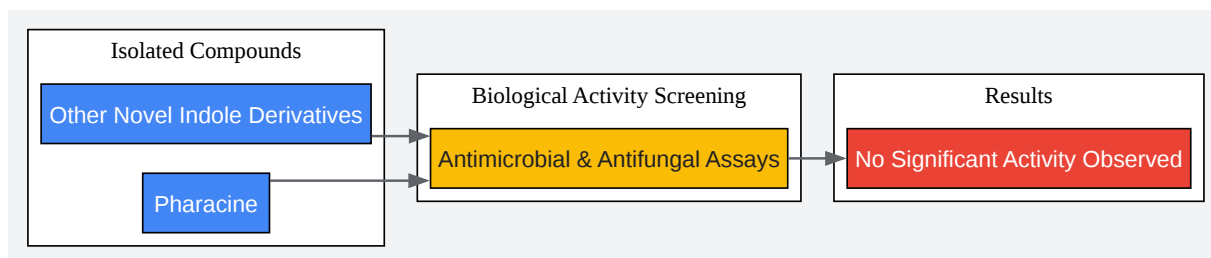 Isolated Compounds
Other Novel Indole Derivatives
Pharacine
Biological Activity Screening
Antimicrobial & Antifungal Assays
Results
No Significant Activity Observed